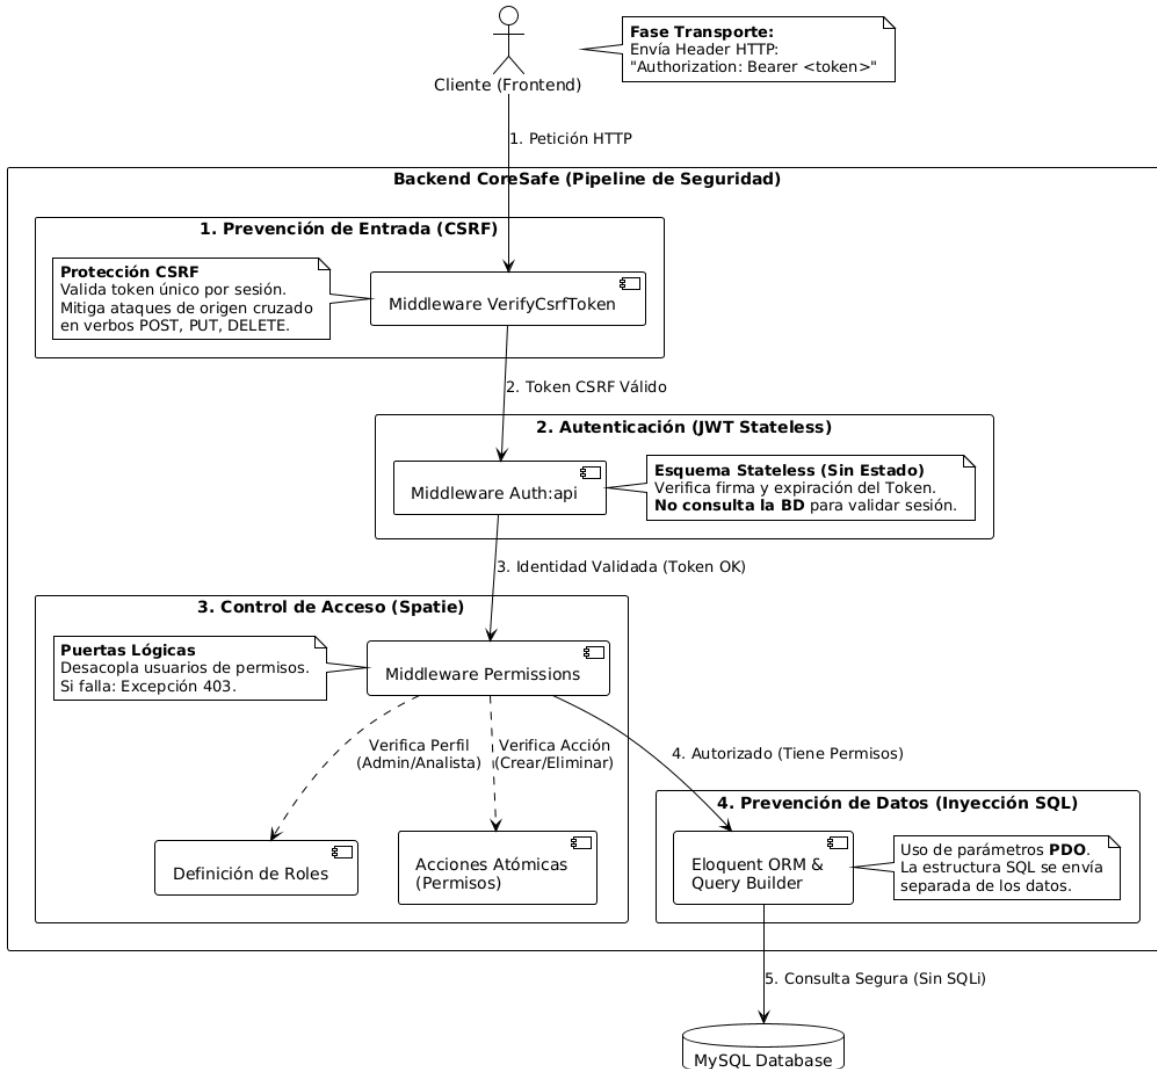 Fase Transporte:
Envía Header HTTP:
"Authorization: Bearer <token>"
Cliente (Frontend)
1. Petición HTTP
Backend CoreSafe (Pipeline de Seguridad)
1. Prevención de Entrada (CSRF)
Protección CSRF
Valida token único por sesión.
Mitiga ataques de origen cruzado
en verbos POST, PUT, DELETE.
Middleware VerifyCsrfToken
2. Token CSRF Válido
2. Autenticación (JWT Stateless)
Middleware Auth:api
Esquema Stateless (Sin Estado)
Verifica firma y expiración del Token.
No consulta la BD para validar sesión.
3. Identidad Validada (Token OK)
3. Control de Acceso (Spatie)
Puertas Lógicas
Desacopla usuarios de permisos.
Si falla: Excepción 403.
Middleware Permissions
Verifica Perfil
(Admin/Analista)
Verifica Acción
(Crear/Eliminar)
4. Autorizado (Tiene Permisos)
Definición de Roles
Acciones Atómicas
(Permisos)
4. Prevención de Datos (Inyección SQL)
Eloquent ORM &
Query Builder
Uso de parámetros PDO.
La estructura SQL se envía
separada de los datos.
5. Consulta Segura (Sin SQLi)
MySQL Database